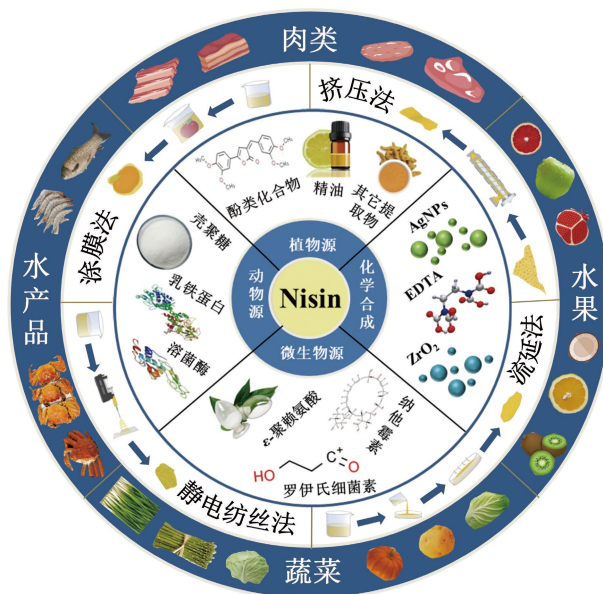 肉类
挤压法
涂膜法
酚类化合物
精油
其它提
取物
H₃C
O
CH₃
O
O
CH₃
壳聚糖
AgNPs
植物源
动物源
Nisin
化学合成
微生物源
乳铁蛋白
EDTA
水产品
水果
溶菌酶
ZrO₂
流延法
ε-聚赖氨酸
纳他霉素
HO
C
O
罗伊氏细菌素
静电纺丝法
蔬菜